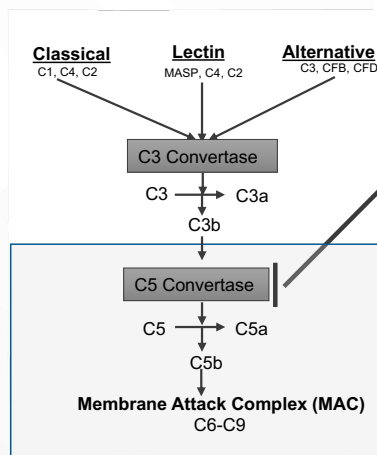 Classical Lectin Alternative
C1, C4, C2 MASP, C4, C2 C3, CFB, CFD
C3 Convertase
C3 C3a
C3b
C5 Convertase
C5 C5a
C5b
Membrane Attack Complex (MAC)
C6-C9